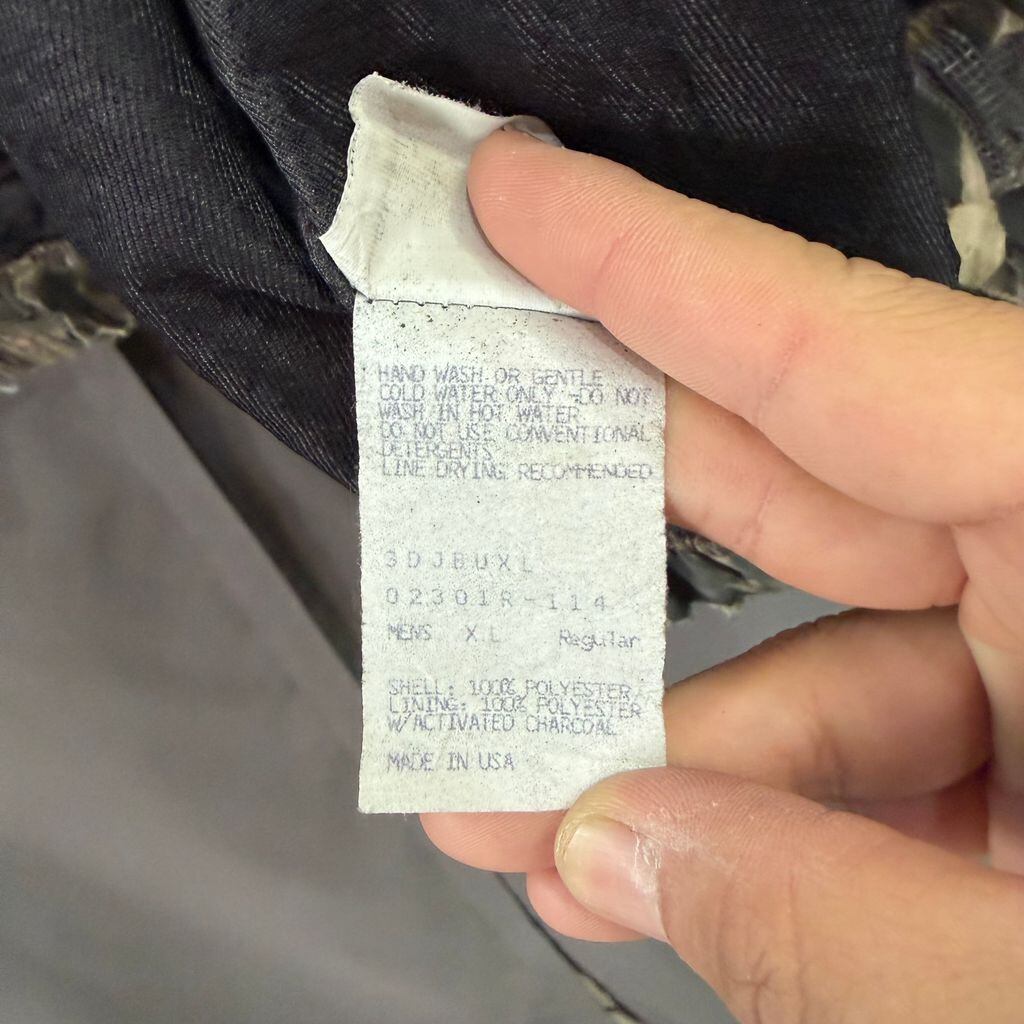 HAND WASH OR GENTLE
COLD WATER ONLY -DO NOT
WASH IN HOT WATER
DO NOT USE CONVENTIONAL
DETERGENTS
LINE DRYING RECOMMENDED
3DJBUXL
02301R-114
MENS XL Regular
SHELL: 100% POLYESTER
LINING: 100% POLYESTER
W/ACTIVATED CHARCOAL
MADE IN USA